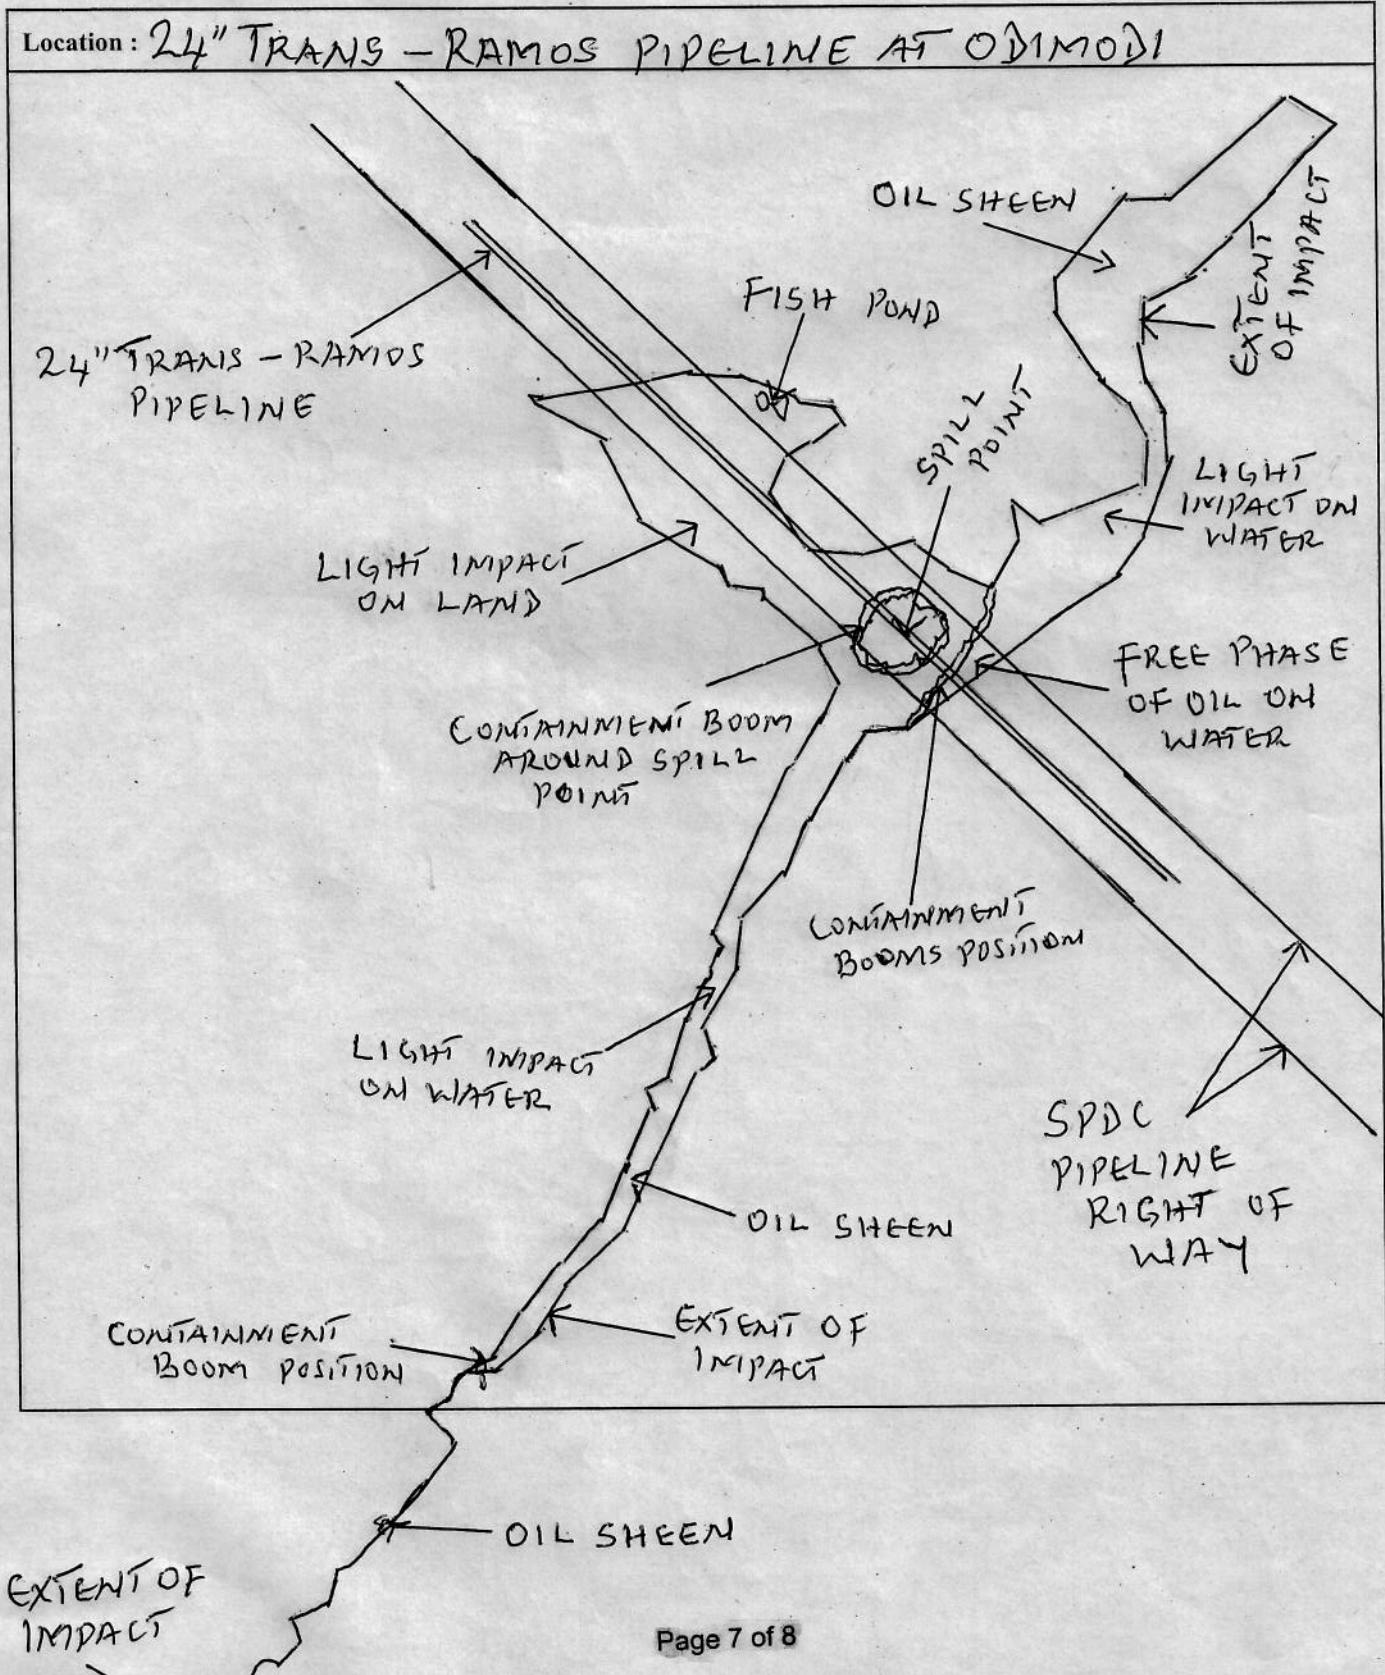 Location : 24" TRANS - RAMOS PIPELINE AT ODIMODI
OIL SHEEN
EXTENT
OF IMPACT
FISH POND
24" TRANS - RAMOS
PIPELINE
SPILL
POINT
LIGHT
IMPACT ON
WATER
LIGHT IMPACT
ON LAND
FREE PHASE
OF OIL ON
WATER
CONTAINMENT BOOM
AROUND SPILL
POINT
CONTAINMENT
BOOMS POSITION
LIGHT IMPACT
ON WATER
SPDC
PIPELINE
RIGHT OF
WAY
OIL SHEEN
CONTAINMENT
BOOM POSITION
EXTENT OF
IMPACT
OIL SHEEN
EXTENT OF
IMPACT
Page 7 of 8